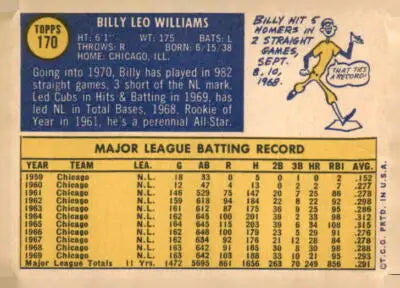 TOPPS
170
BILLY LEO WILLIAMS
HT: 6'1" WT: 175 BATS: L
THROWS: R BORN: 6/15/38
HOME: CHICAGO, ILL.
Going into 1970, Billy has played in 982
straight games, 3 short of the NL mark.
Led Cubs in Hits & Batting in 1969, has
led NL in Total Bases, 1968. Rookie of
Year in 1961, he's a perennial All-Star.
BILLY HIT 5
HOMERS IN
2 STRAIGHT
GAMES,
SEPT.
8, 10,
1968.
THAT TIES
A RECORD!
MAJOR LEAGUE BATTING RECORD
YEAR TEAM LEA. G AB R H 2B 3B HR RBI AVG.
1959 Chicago N.L. 18 33 0 5 0 1 0 2 .152
1960 Chicago N.L. 12 47 4 13 0 2 2 7 .277
1961 Chicago N.L. 146 529 75 147 20 7 25 86 .278
1962 Chicago N.L. 159 618 94 184 22 8 22 92 .298
1963 Chicago N.L. 161 612 87 175 36 9 25 95 .286
1964 Chicago N.L. 162 645 100 201 39 2 33 98 .312
1965 Chicago N.L. 164 645 115 203 39 6 34 108 .315
1966 Chicago N.L. 162 648 100 179 23 5 29 91 .276
1967 Chicago N.L. 162 634 92 176 21 12 28 84 .278
1968 Chicago N.L. 163 642 91 185 30 8 30 98 .288
1969 Chicago N.L. 163 642 103 188 33 10 21 95 .293
Major League Totals 11 Yrs. 1472 5695 861 1656 263 70 249 856 .291
©T.C.G. PRTD. IN U.S.A.